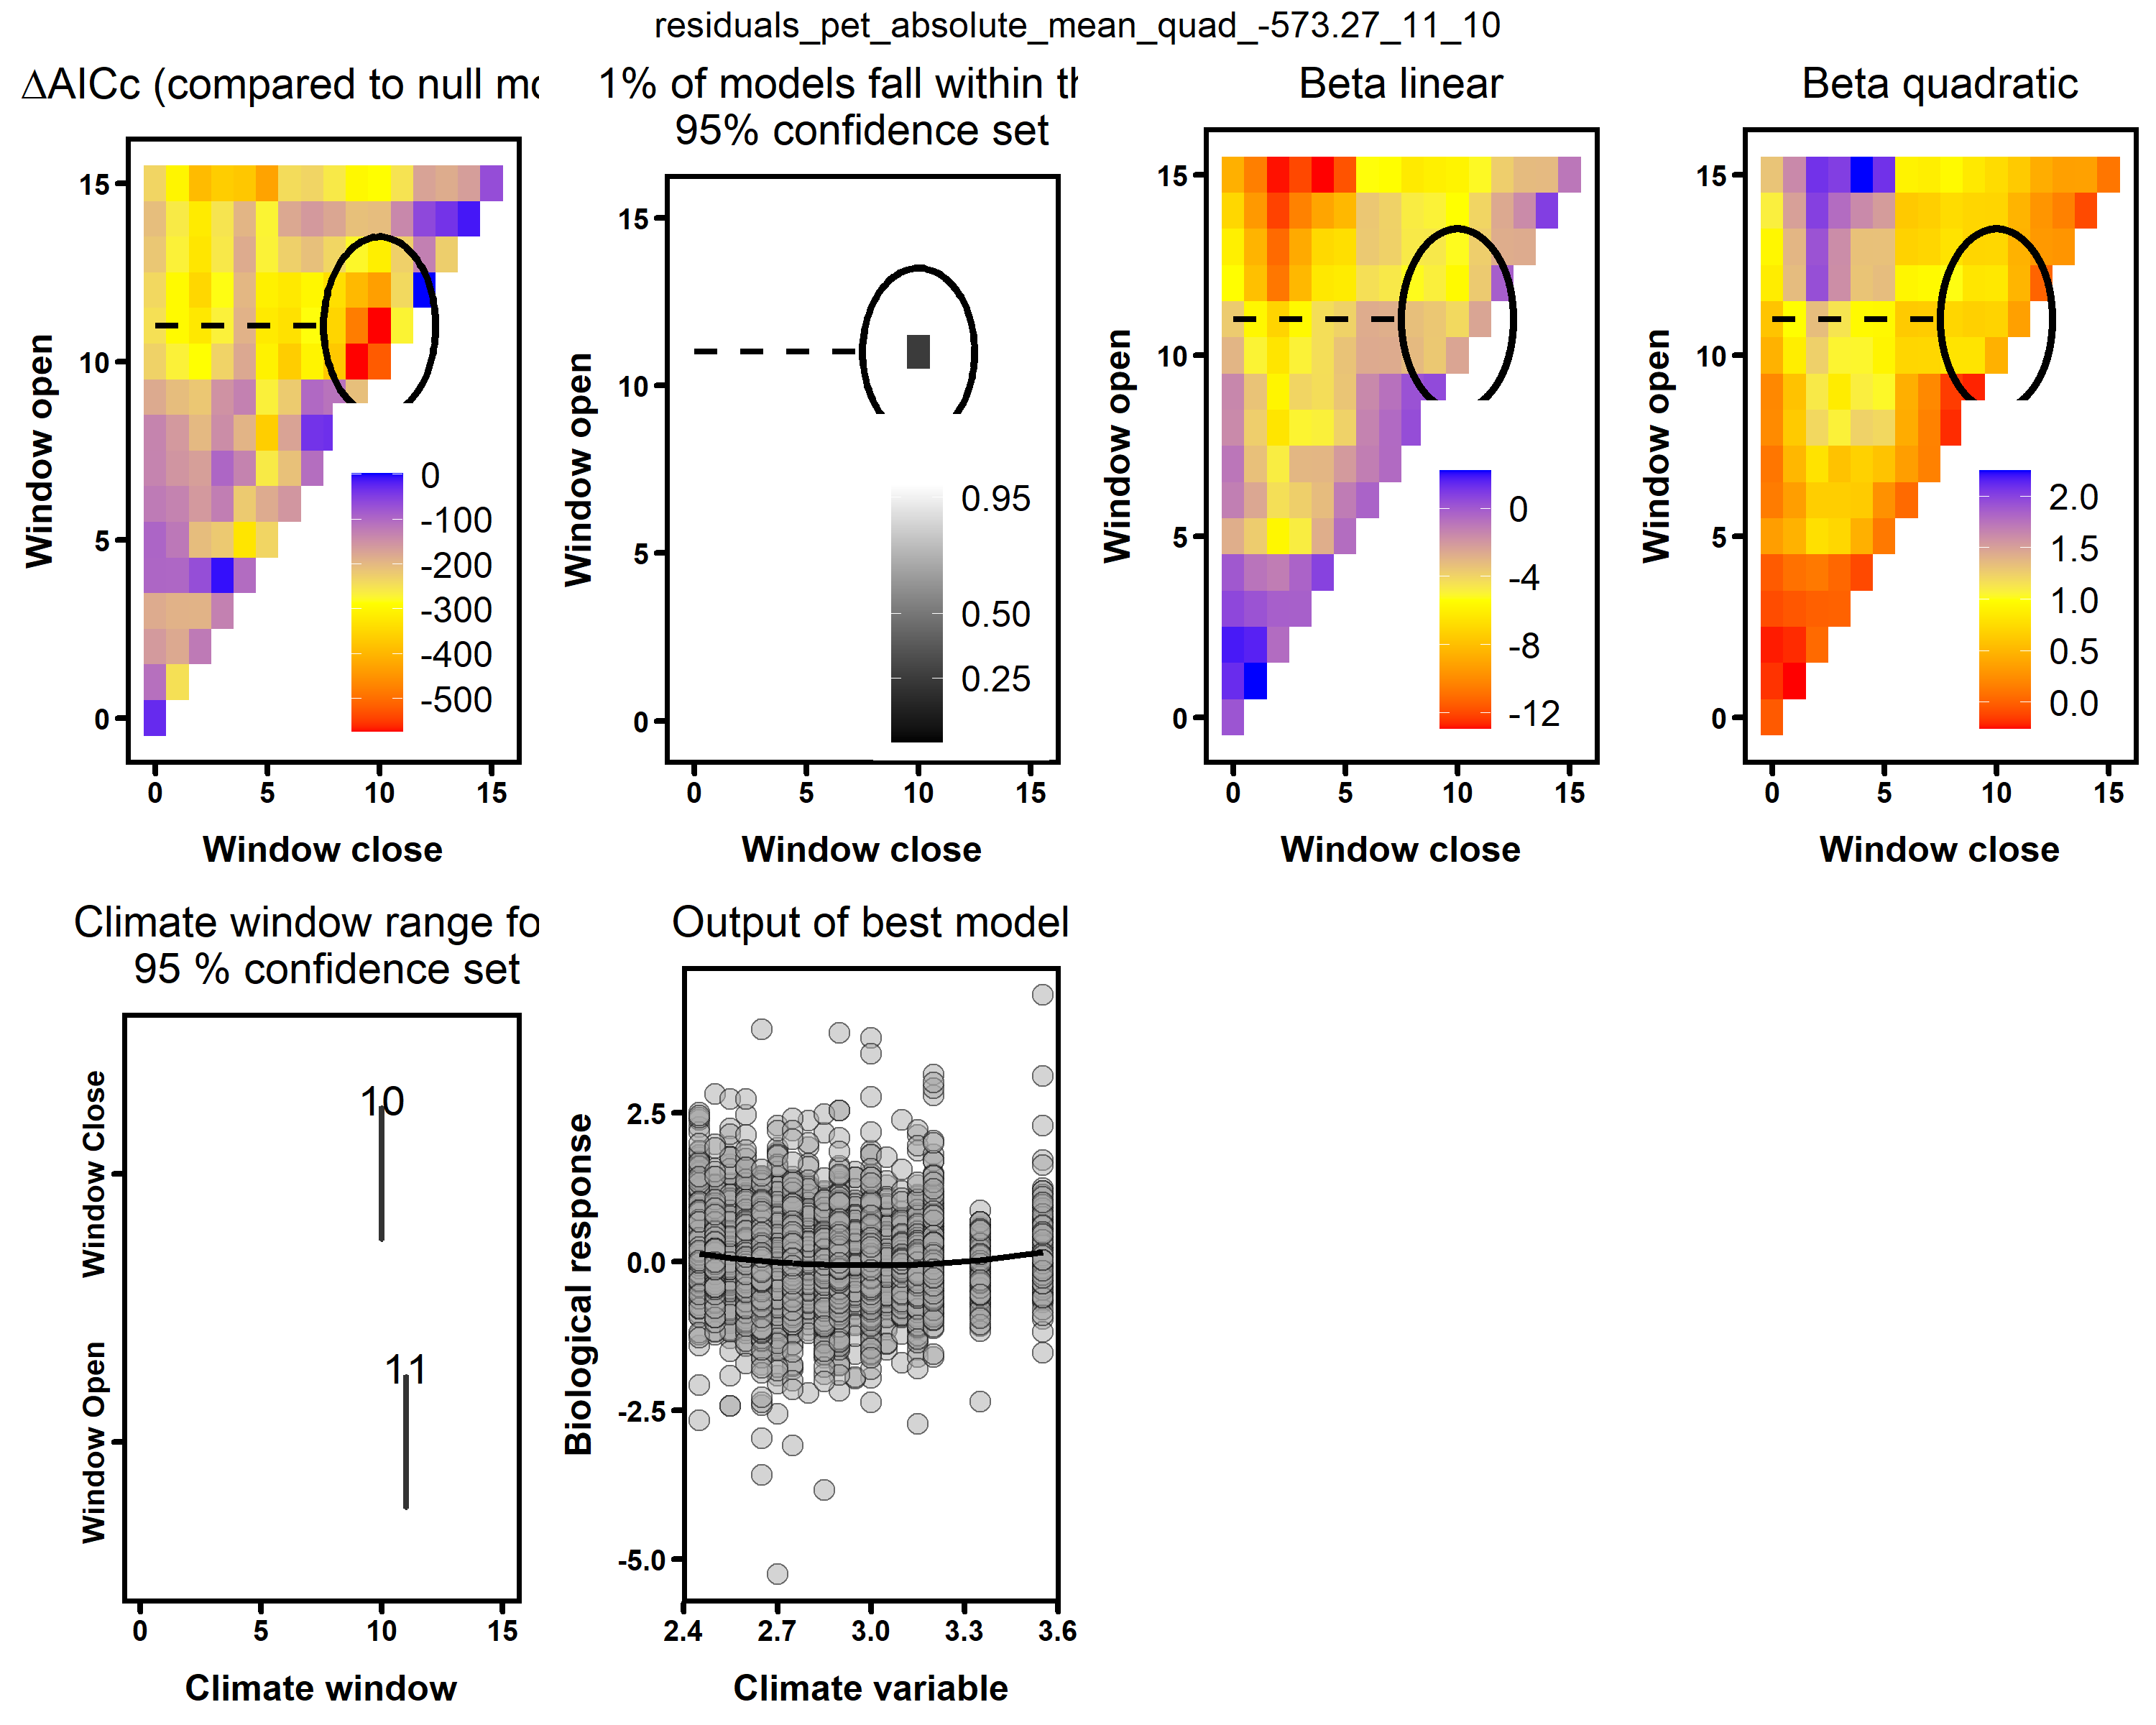 residuals_pet_absolute_mean_quad_-573.27_11_10
ΔAICc (compared to null mo
15
10
5
0
0
-100
-200
-300
-400
-500
0 5 10 15
Window open
Window close
1% of models fall within th
95% confidence set
15
10
5
0
0.95
0.50
0.25
0 5 10 15
Window open
Window close
Beta linear
15
10
5
0
0
-4
-8
-12
0 5 10 15
Window open
Window close
Beta quadratic
15
10
5
0
2.0
1.5
1.0
0.5
0.0
0 5 10 15
Window open
Window close
Climate window range fo
95 % confidence set
Window Close
10
Window Open
11
0 5 10 15
Climate window
Output of best model
Biological response
2.5
0.0
-2.5
-5.0
2.4 2.7 3.0 3.3 3.6
Climate variable